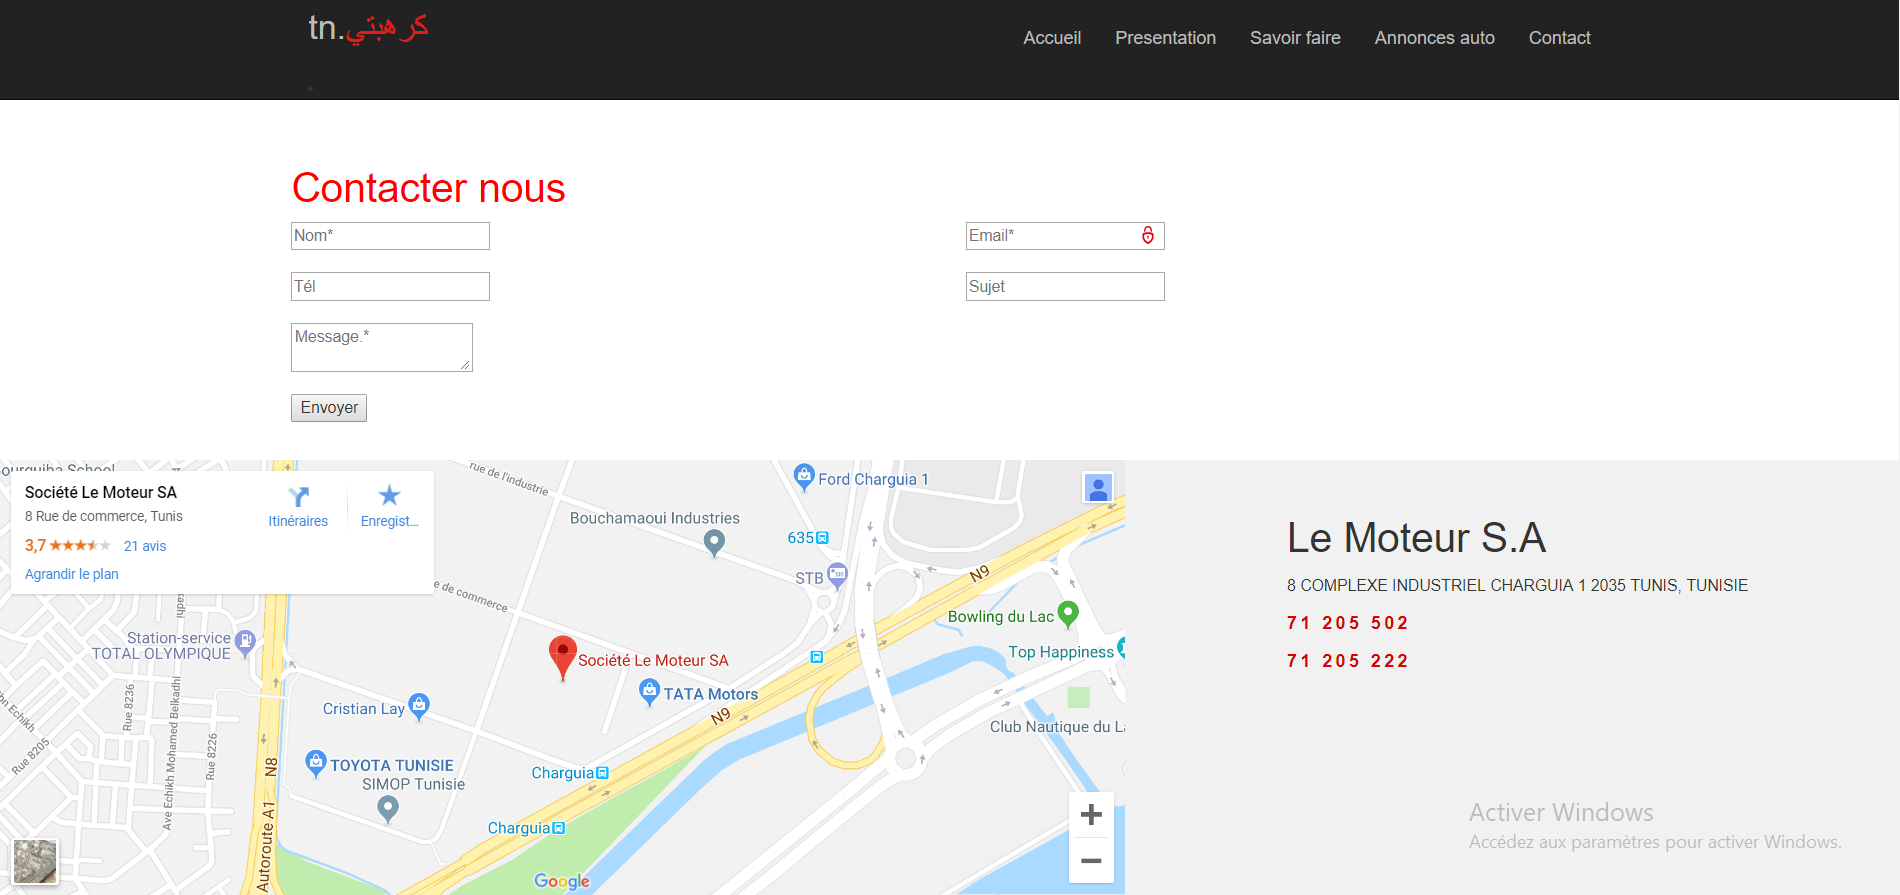 tn.كرهبتي
Accueil Presentation Savoir faire Annonces auto Contact
Contacter nous
Nom*
Email*
Tél
Sujet
Message.*
Envoyer
Société Le Moteur SA
8 Rue de commerce, Tunis
3,7 21 avis
Agrandir le plan
Itinéraires
Enregist...
rue de l'industrie
Ford Charguia 1
Bouchamaoui Industries
635
STB
N9
e de commerce
Bowling du Lac
Station-service
TOTAL OLYMPIQUE
Société Le Moteur SA
Top Happiness
TATA Motors
Cristian Lay
N9
Club Nautique du La
Rue 8236
bn Echikh
Ave Echikh Mohamed Belkadhi
Rue 8226
Rue 8205
N8
TOYOTA TUNISIE
SIMOP Tunisie
Charguia
Charguia
Autoroute A1
Google
Le Moteur S.A
8 COMPLEXE INDUSTRIEL CHARGUIA 1 2035 TUNIS, TUNISIE
71 205 502
71 205 222
Activer Windows
Accédez aux paramètres pour activer Windows.